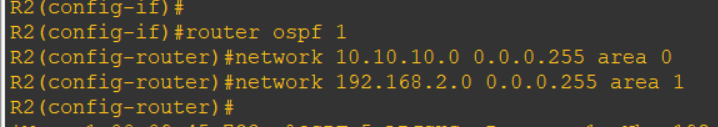 R2(config-if)#
R2(config-if)#router ospf 1
R2(config-router)#network 10.10.10.0 0.0.0.255 area 0
R2(config-router)#network 192.168.2.0 0.0.0.255 area 1
R2(config-router)#